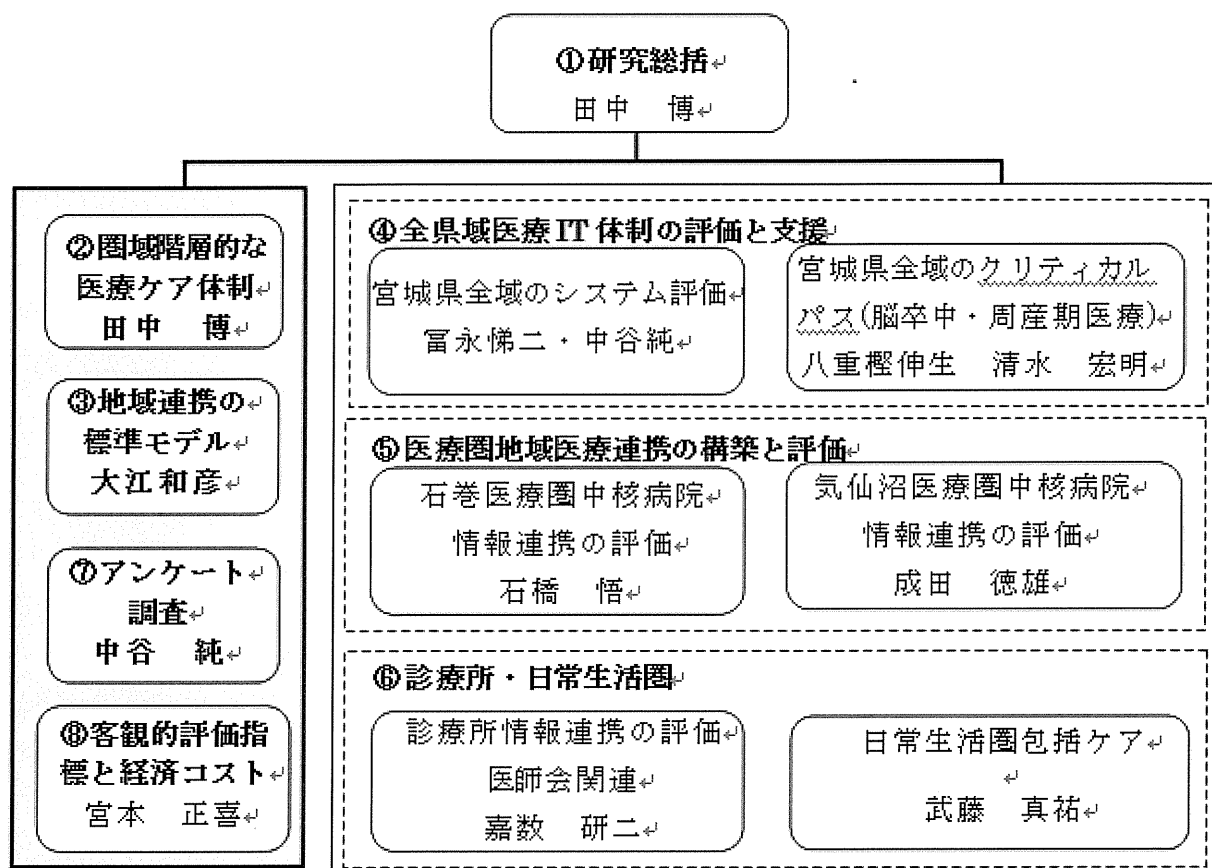 ①研究総括
田中 博
②圏域階層的な
医療ケア体制
田中 博
③地域連携の
標準モデル
大江和彦
⑦アンケート
調査
中谷 純
⑧客観的評価指
標と経済コスト
宮本 正喜
④全県域医療IT体制の評価と支援
宮城県全域のシステム評価
冨永悌二・中谷純
宮城県全域のクリティカル
パス(脳卒中・周産期医療)
八重樫伸生 清水 宏明
⑤医療圏地域医療連携の構築と評価
石巻医療圏中核病院
情報連携の評価
石橋 悟
気仙沼医療圏中核病院
情報連携の評価
成田 徳雄
⑥診療所・日常生活圏
診療所情報連携の評価
医師会関連
嘉数 研二
日常生活圏包括ケア
武藤 真祐